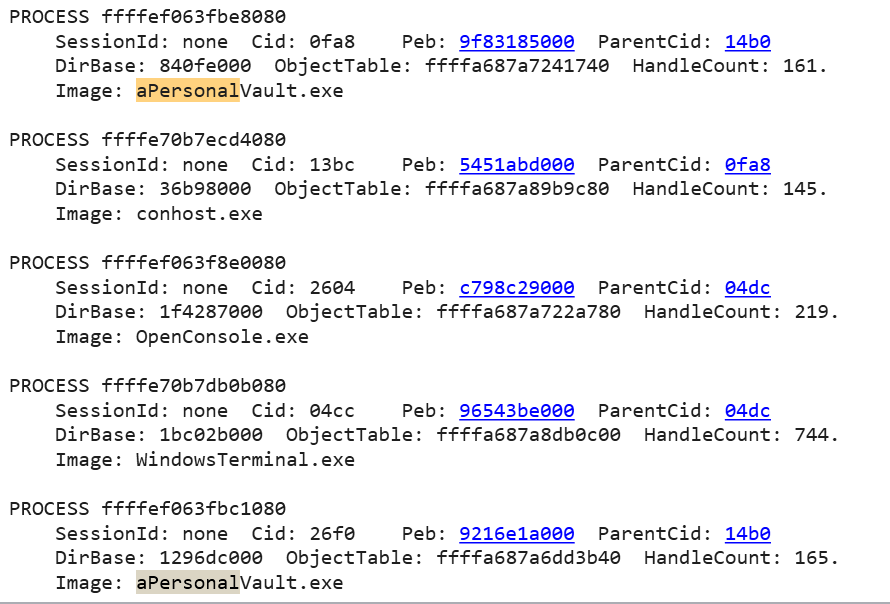 PROCESS ffffef063fbe8080
SessionId: none Cid: 0fa8 Peb: 9f83185000 ParentCid: 14b0
DirBase: 840fe000 ObjectTable: ffffa687a7241740 HandleCount: 161.
Image: aPersonalVault.exe
PROCESS ffffe70b7ecd4080
SessionId: none Cid: 13bc Peb: 5451abd000 ParentCid: 0fa8
DirBase: 36b98000 ObjectTable: ffffa687a89b9c80 HandleCount: 145.
Image: conhost.exe
PROCESS ffffef063f8e0080
SessionId: none Cid: 2604 Peb: c798c29000 ParentCid: 04dc
DirBase: 1f4287000 ObjectTable: ffffa687a722a780 HandleCount: 219.
Image: OpenConsole.exe
PROCESS ffffe70b7db0b080
SessionId: none Cid: 04cc Peb: 96543be000 ParentCid: 04dc
DirBase: 1bc02b000 ObjectTable: ffffa687a8db0c00 HandleCount: 744.
Image: WindowsTerminal.exe
PROCESS ffffef063fbc1080
SessionId: none Cid: 26f0 Peb: 9216e1a000 ParentCid: 14b0
DirBase: 1296dc000 ObjectTable: ffffa687a6dd3b40 HandleCount: 165.
Image: aPersonalVault.exe